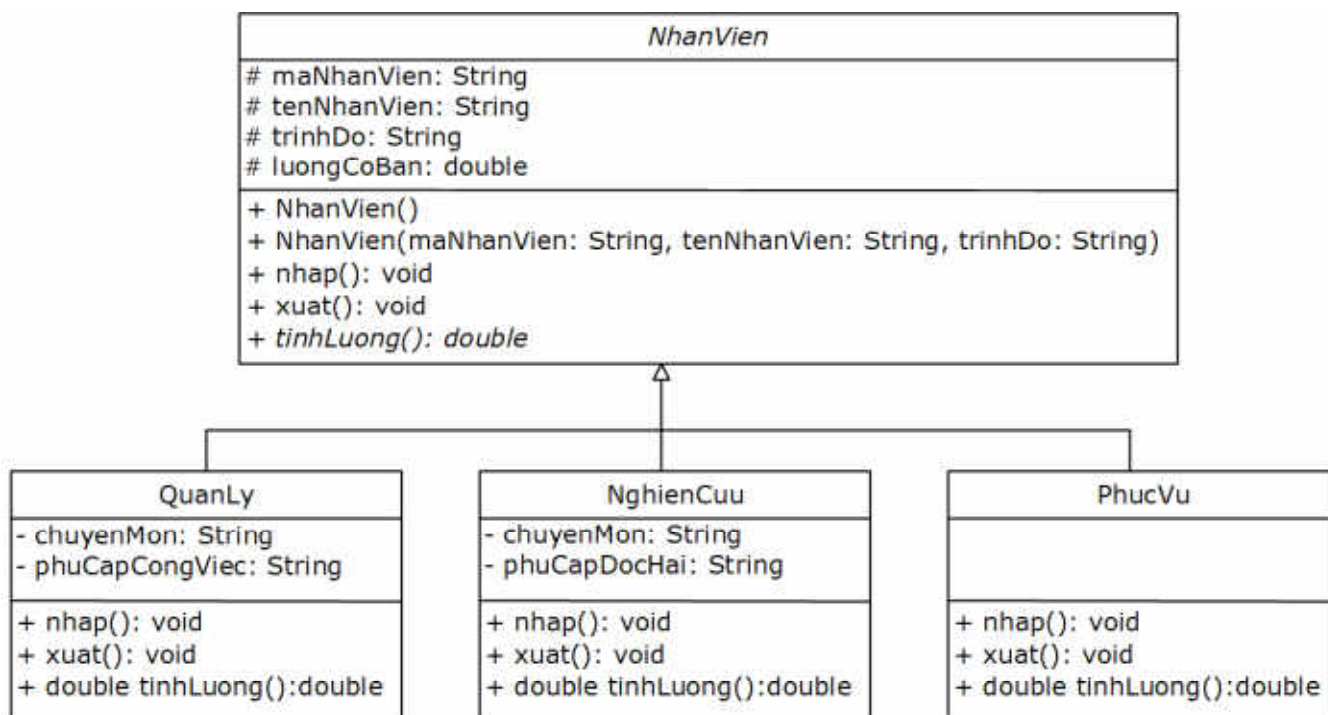 NhanVien
# maNhanVien: String
# tenNhanVien: String
# trinhDo: String
# luongCoBan: double
+ NhanVien()
+ NhanVien(maNhanVien: String, tenNhanVien: String, trinhDo: String)
+ nhap(): void
+ xuat(): void
+ tinhLuong(): double
QuanLy
- chuyenMon: String
- phuCapCongViec: String
+ nhap(): void
+ xuat(): void
+ double tinhLuong():double
NghienCuu
- chuyenMon: String
- phuCapDocHai: String
+ nhap(): void
+ xuat(): void
+ double tinhLuong():double
PhucVu
+ nhap(): void
+ xuat(): void
+ double tinhLuong():double